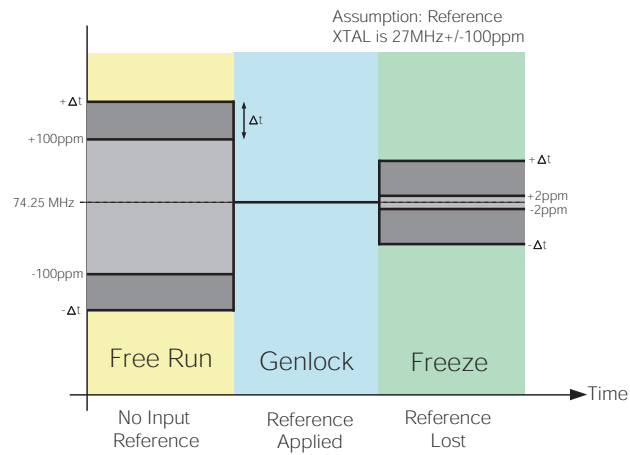 Assumption: Reference
XTAL is 27MHz+/-100ppm
+Δt
Δt
+100ppm
74.25 MHz
-100ppm
-Δt
+Δt
+2ppm
-2ppm
-Δt
Free Run
Genlock
Freeze
Time
No Input
Reference
Reference
Applied
Reference
Lost